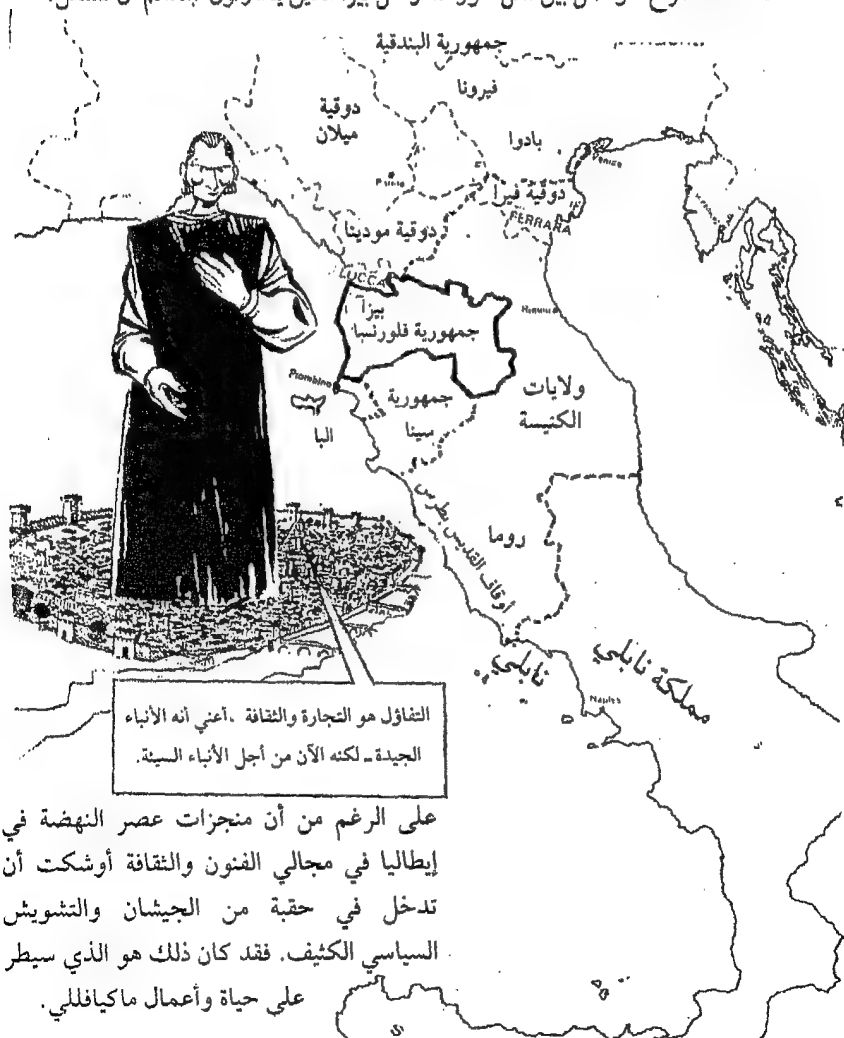 جمهورية البندقية
فيرونا
دوقية
ميلان
بادوا
Venice
دوقية فيرا
FERRARA
دوقية مودينا
LUCCA
بيزا
جمهورية فلورنسا
Piombino
جمهورية
سينا
البا
ولايات
الكنيسة
أوقاف القديس بطرس
روما
نابلي
مملكة نابلي
Naples
التفاؤل هو التجارة والثقافة ،أعني أنه الأنباء
الجيدة ـ لكنه الآن من أجل الأنباء السيئة.
على الرغم من أن منجزات عصر النهضة في
إيطاليا في مجالي الفنون والثقافة أوشكت أن
تدخل في حقبة من الجيشان والتشويش
السياسي الكثيف. فقد كان ذلك هو الذي سيطر
على حياة وأعمال ماكيافللي.